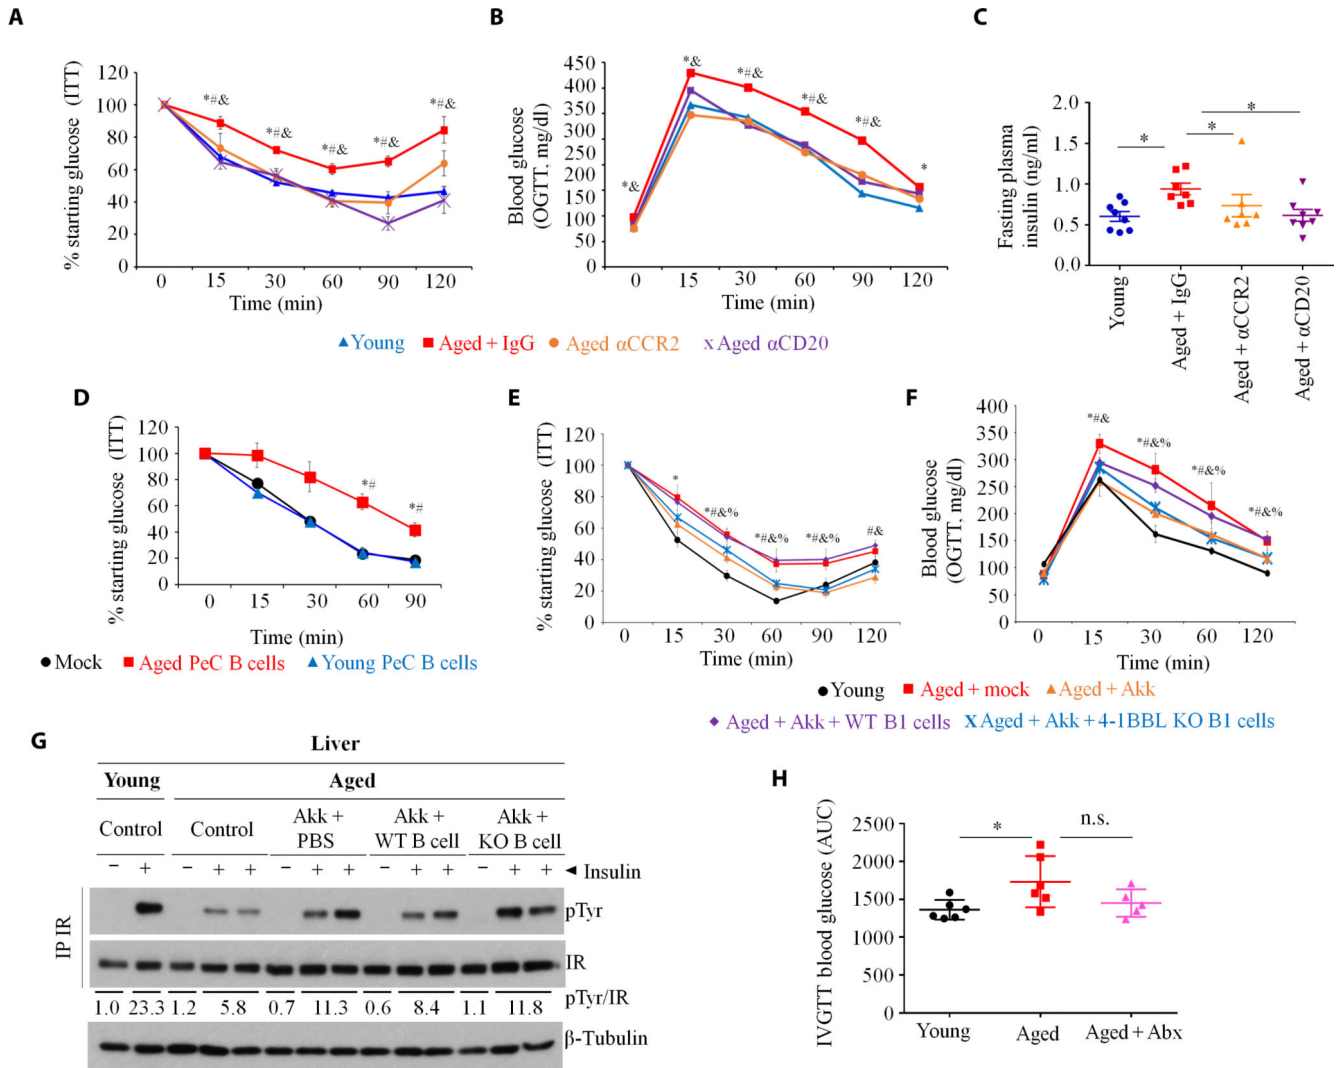 A
% starting glucose (ITT)
120
100
80
60
40
20
0
*#&
*#&
*#&
*#&
*#&
0 15 30 60 90 120
Time (min)
B
Blood glucose
(OGTT, mg/dl)
450
400
350
300
250
200
150
100
50
0
*&
*&
*#&
*#&
*#&
*
0 15 30 60 90 120
Time (min)
▲Young ■Aged + IgG ●Aged αCCR2 x Aged αCD20
C
Fasting plasma
insulin (ng/ml)
2.0
1.5
1.0
0.5
0.0
*
*
*
Young
Aged + IgG
Aged + αCCR2
Aged + αCD20
D
% starting glucose (ITT)
120
100
80
60
40
20
0
*#
*#
0 15 30 60 90
Time (min)
●Mock ■Aged PeC B cells ▲Young PeC B cells
E
% starting glucose (ITT)
120
100
80
60
40
20
0
*
*#&%
*#&%
*#&%
#&
0 15 30 60 90 120
Time (min)
F
Blood glucose
(OGTT, mg/dl)
400
350
300
250
200
150
100
50
0
*#&
*#&%
*#&%
*#&%
0 15 30 60 120
Time (min)
●Young ■Aged + mock ▲Aged + Akk
◆Aged + Akk + WT B1 cells X Aged + Akk + 4-1BBL KO B1 cells
G
Liver
Young Aged
Control Control Akk + PBS Akk + WT B cell Akk + KO B cell
− + − + + − + + − + + − + + ◄ Insulin
IP IR
pTyr
IR
1.0 23.3 1.2 5.8 0.7 11.3 0.6 8.4 1.1 11.8 pTyr/IR
β-Tubulin
H
IVGTT blood glucose (AUC)
2500
2000
1500
1000
500
0
*
n.s.
Young Aged Aged + Abx